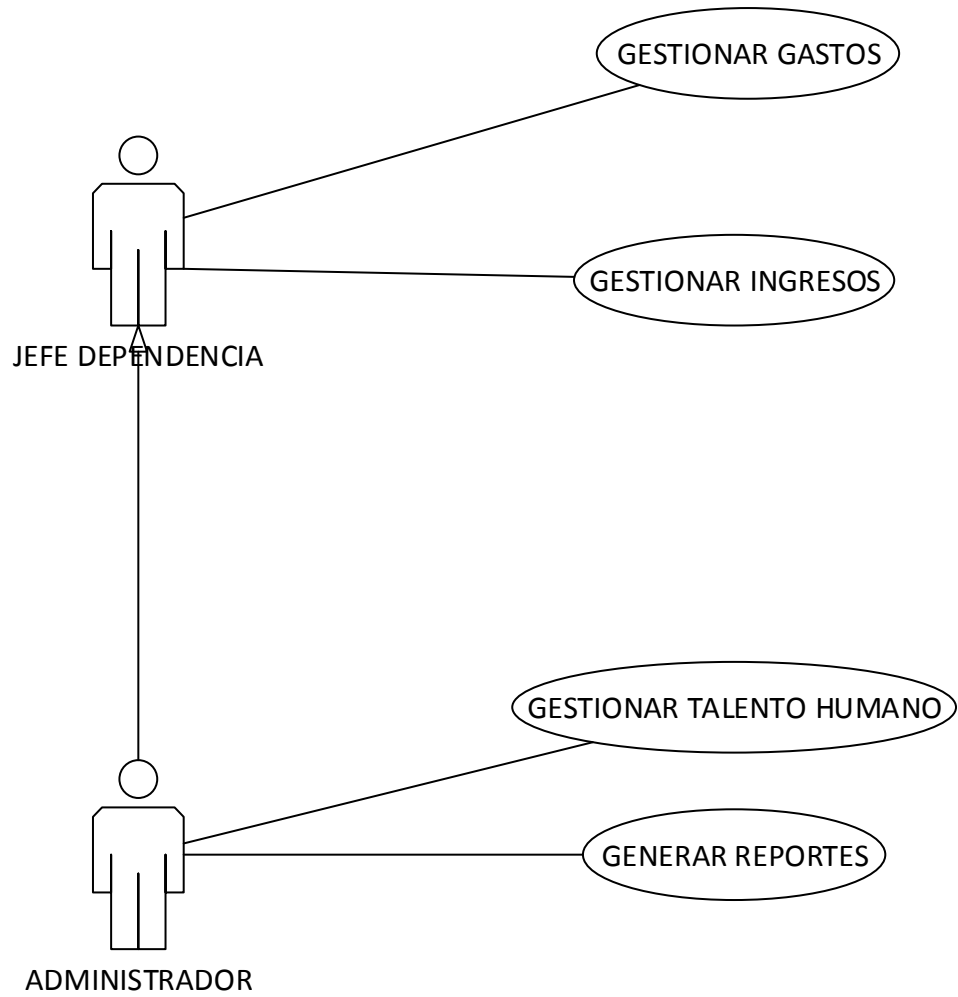 GESTIONAR GASTOS
GESTIONAR INGRESOS
JEFE DEPENDENCIA
GESTIONAR TALENTO HUMANO
GENERAR REPORTES
ADMINISTRADOR